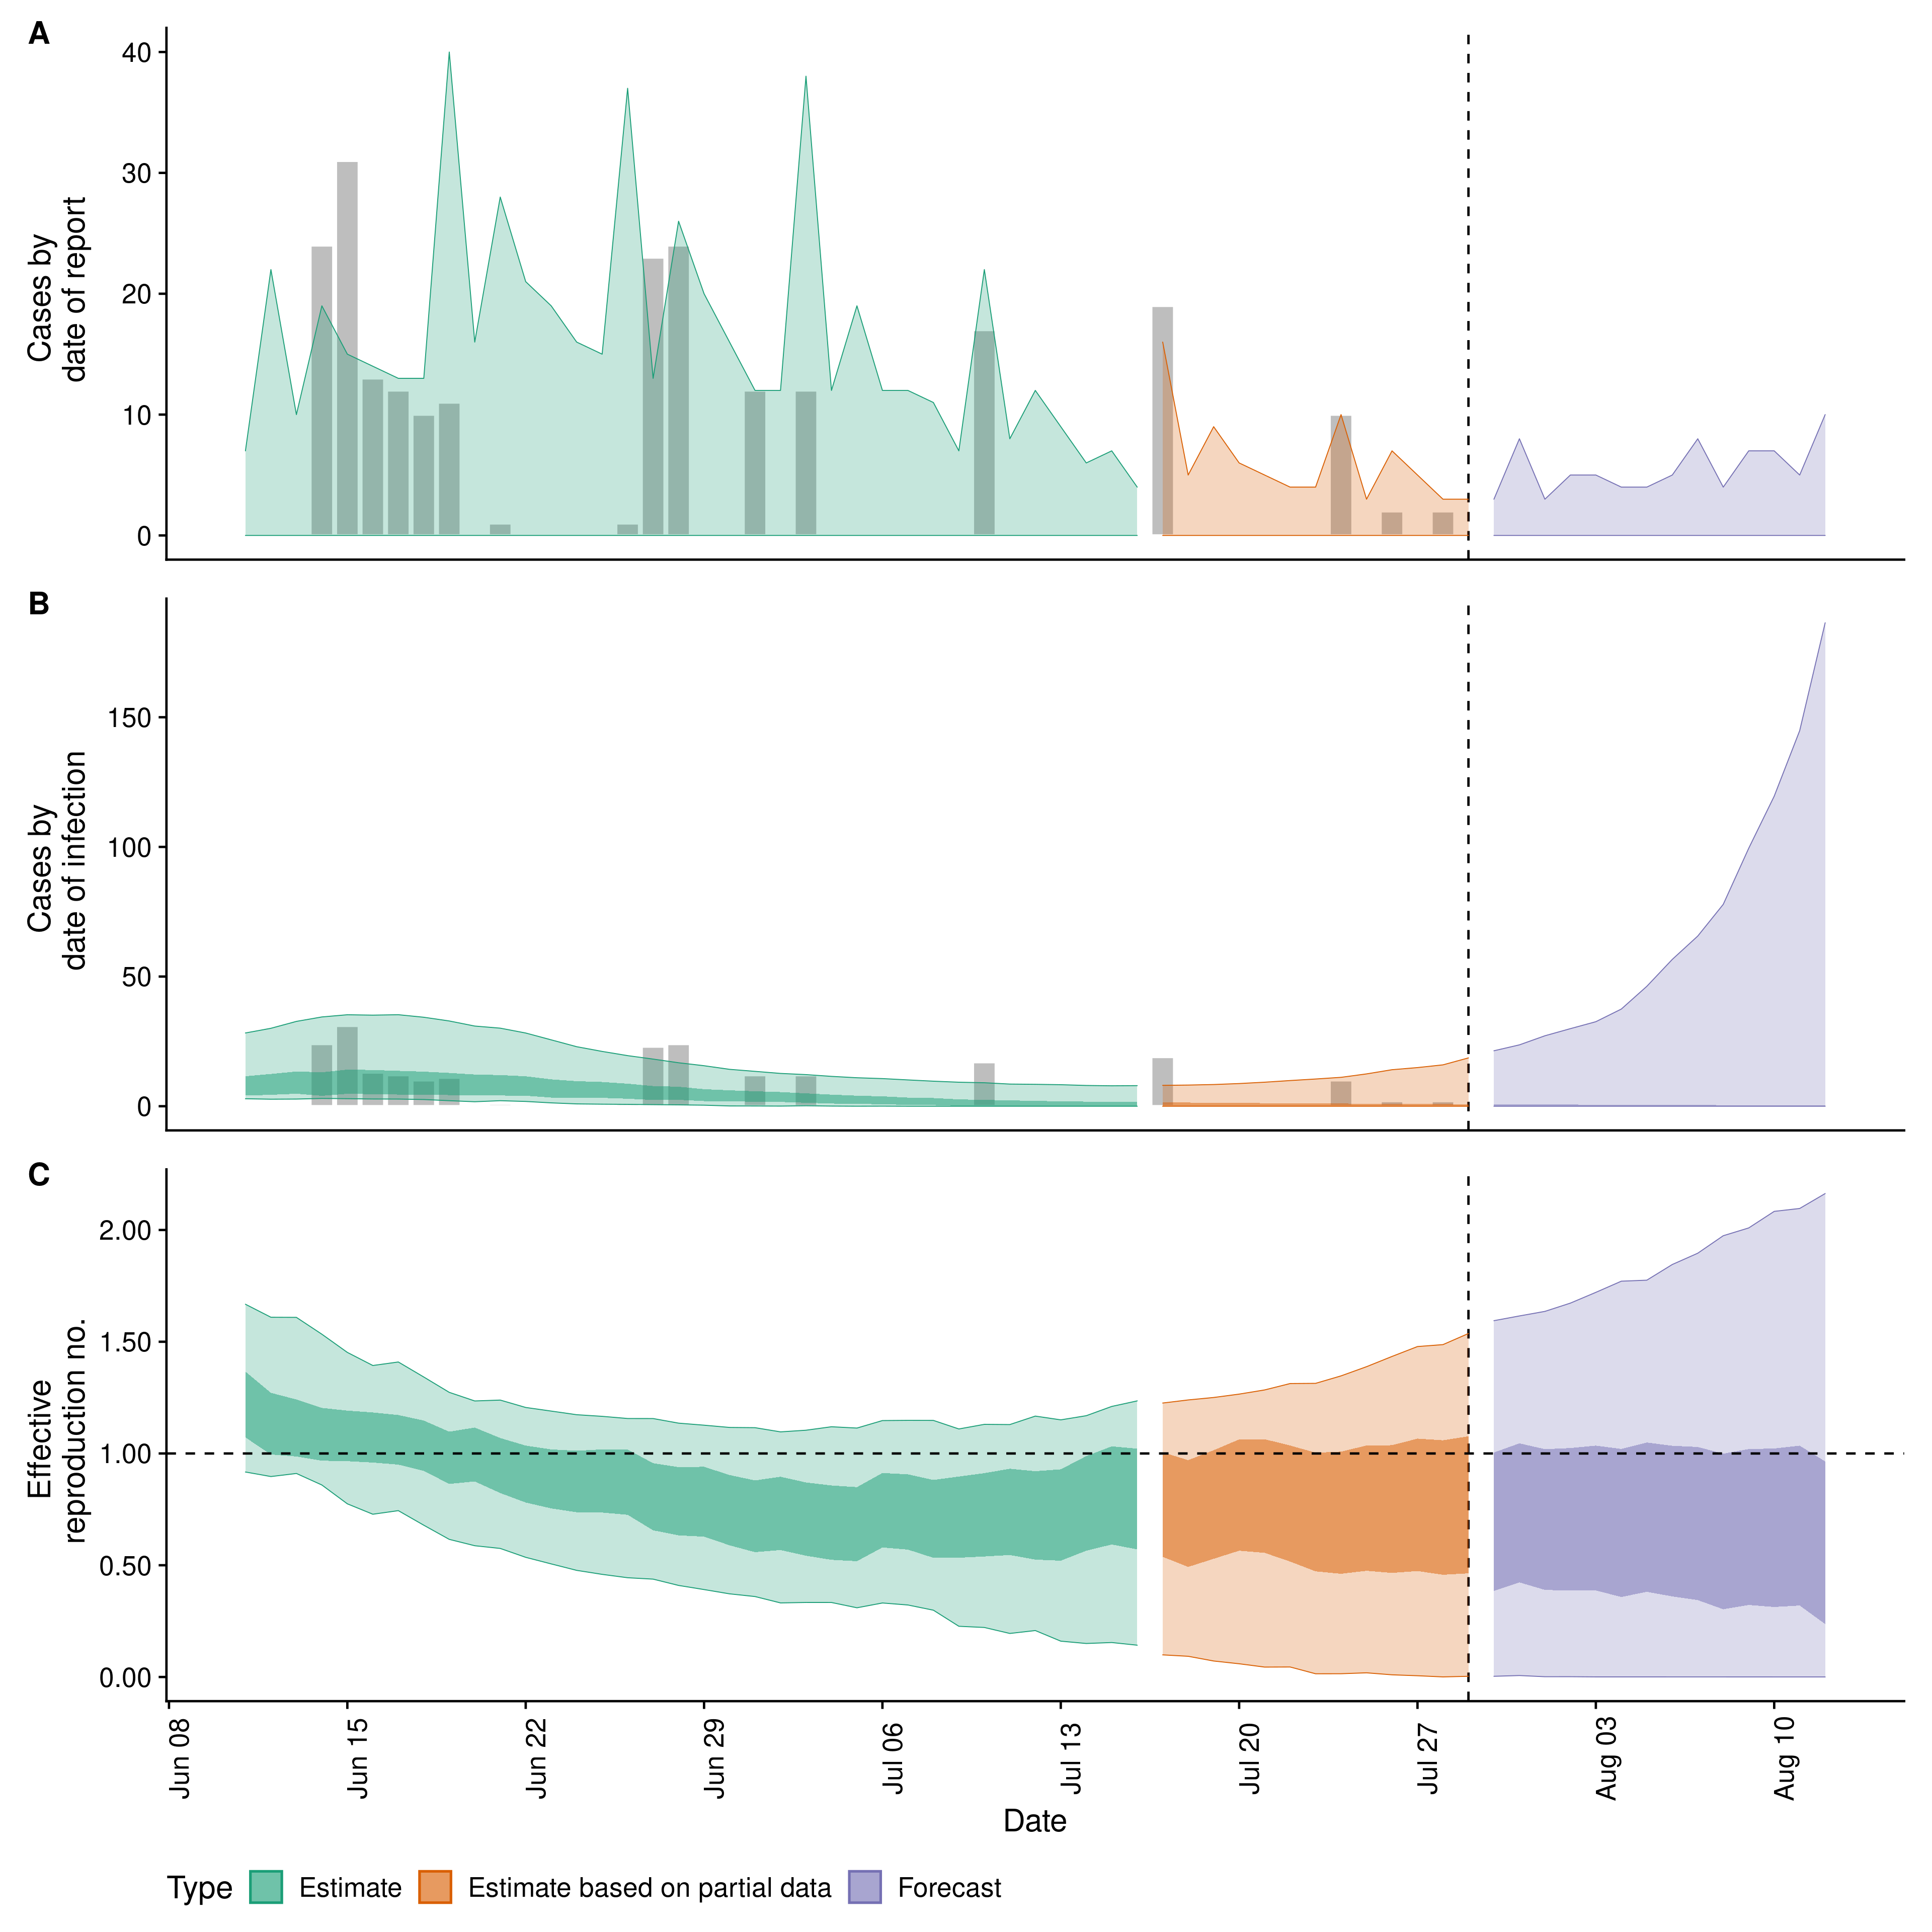 A
40
30
20
10
0
Cases by
date of report
B
150
100
50
0
Cases by
date of infection
C
2.00
1.50
1.00
0.50
0.00
Effective
reproduction no.
Jun 08
Jun 15
Jun 22
Jun 29
Jul 06
Jul 13
Jul 20
Jul 27
Aug 03
Aug 10
Date
Type
Estimate
Estimate based on partial data
Forecast